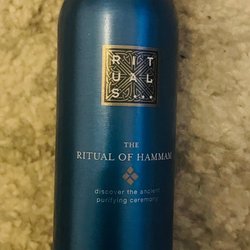 RIT
UAL
S...
THE
RITUAL OF HAMMAM
discover the ancient
purifying ceremony